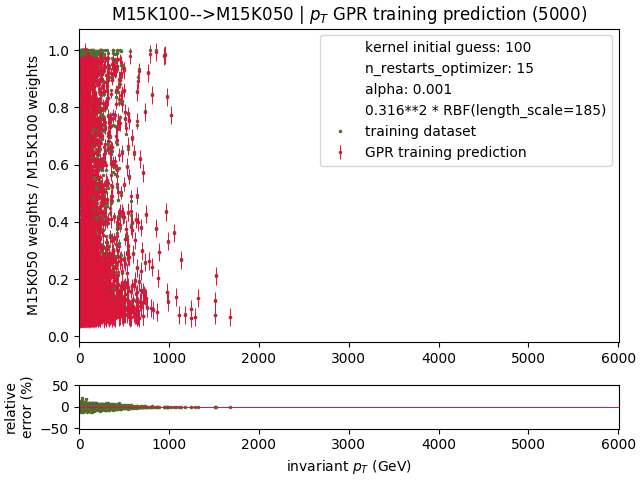 M15K100-->M15K050 | p_T GPR training prediction (5000)
M15K050 weights / M15K100 weights
1.0
0.8
0.6
0.4
0.2
0.0
kernel initial guess: 100
n_restarts_optimizer: 15
alpha: 0.001
0.316**2 * RBF(length_scale=185)
training dataset
GPR training prediction
0 1000 2000 3000 4000 5000 6000
relative
error (%)
50
0
−50
0 1000 2000 3000 4000 5000 6000
invariant p_T (GeV)